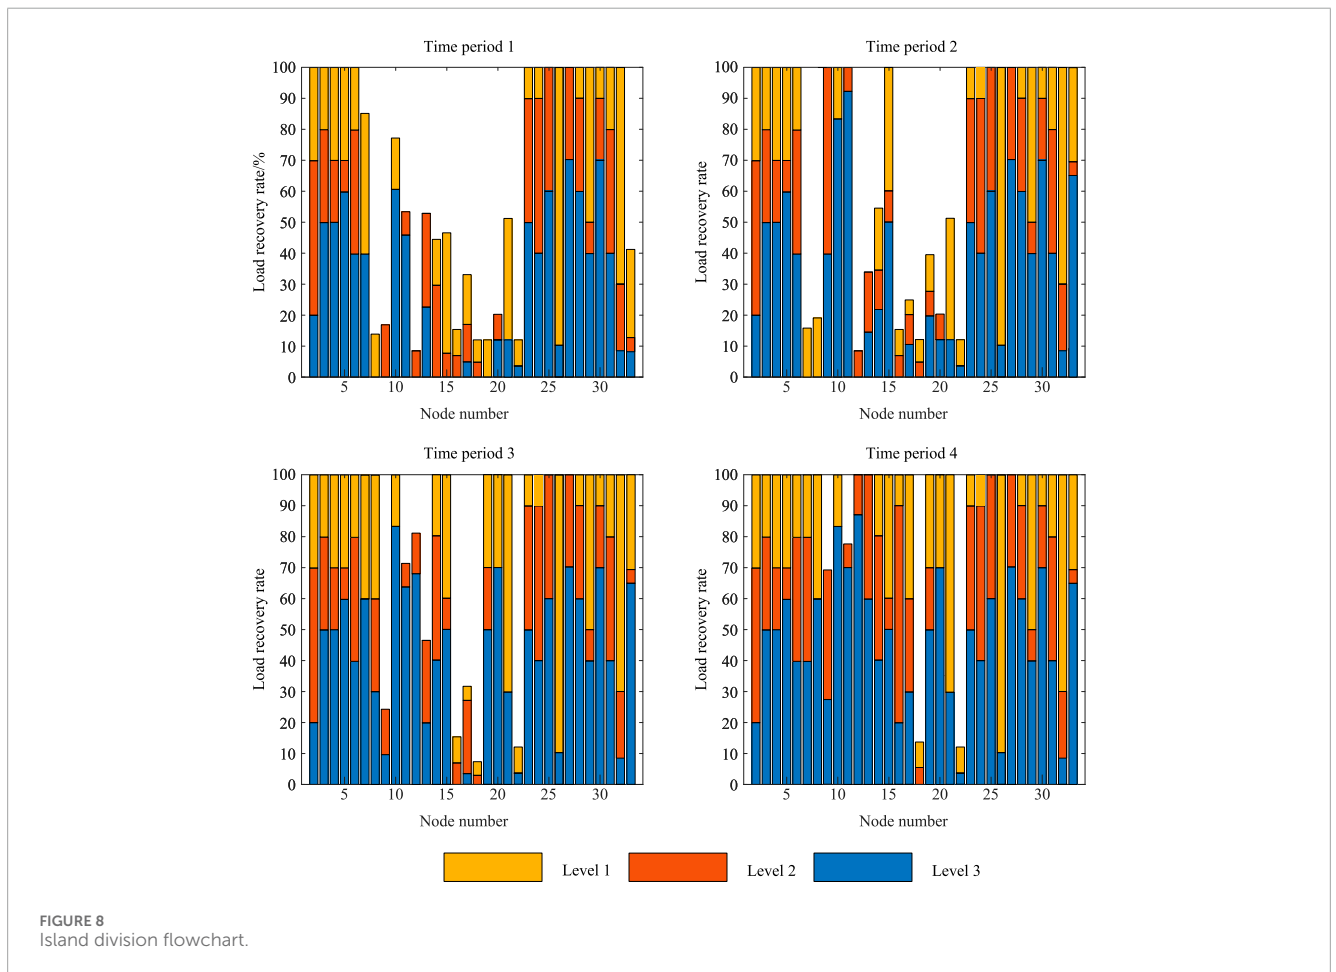 Time period 1
Load recovery rate/%
100
90
80
70
60
50
40
30
20
10
0
5 10 15 20 25 30
Node number
Time period 2
Load recovery rate
100
90
80
70
60
50
40
30
20
10
0
5 10 15 20 25 30
Node number
Time period 3
Load recovery rate
100
90
80
70
60
50
40
30
20
10
0
5 10 15 20 25 30
Node number
Time period 4
Load recovery rate
100
90
80
70
60
50
40
30
20
10
0
5 10 15 20 25 30
Node number
Level 1 Level 2 Level 3
FIGURE 8
Island division flowchart.